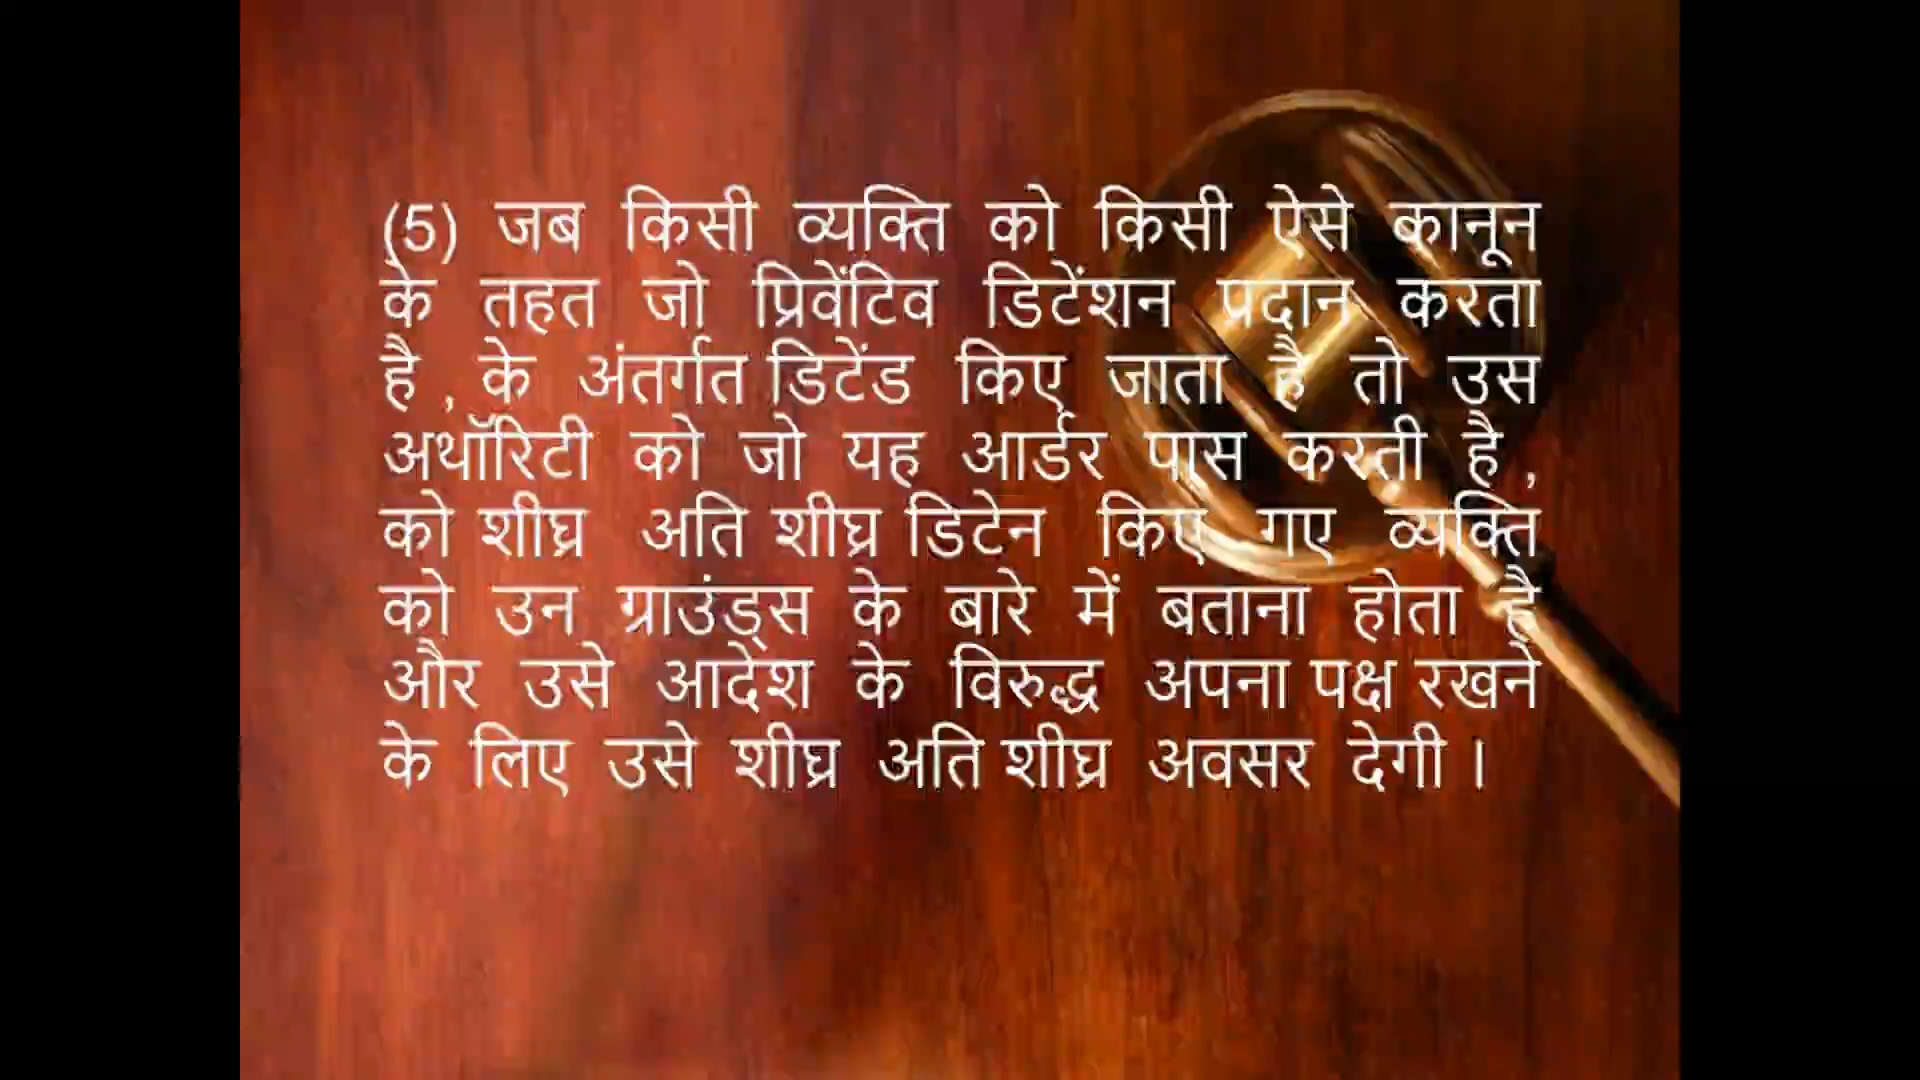 (5) जब किसी व्यक्ति को किसी ऐसे कानून
के तहत जो प्रिवेंटिव डिटेंशन प्रदान करता
है , के अंतर्गत डिटेंड किए जाता है तो उस
अथॉरिटी को जो यह आर्डर पास करती है ,
को शीघ्र अति शीघ्र डिटेन किए गए व्यक्ति
को उन ग्राउंड्स के बारे में बताना होता है
और उसे आदेश के विरुद्ध अपना पक्ष रखने
के लिए उसे शीघ्र अति शीघ्र अवसर देगी ।